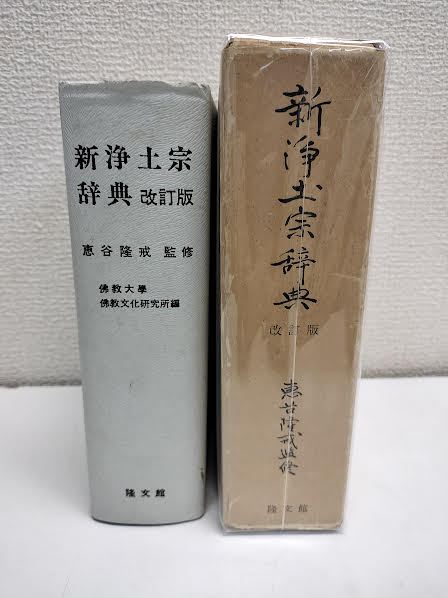 新浄土宗
辞典 改訂版
恵谷隆戒 監修
佛教大學
佛教文化研究所編
隆文館
新浄土宗辞典
改訂版
恵谷隆戒監修
隆文館